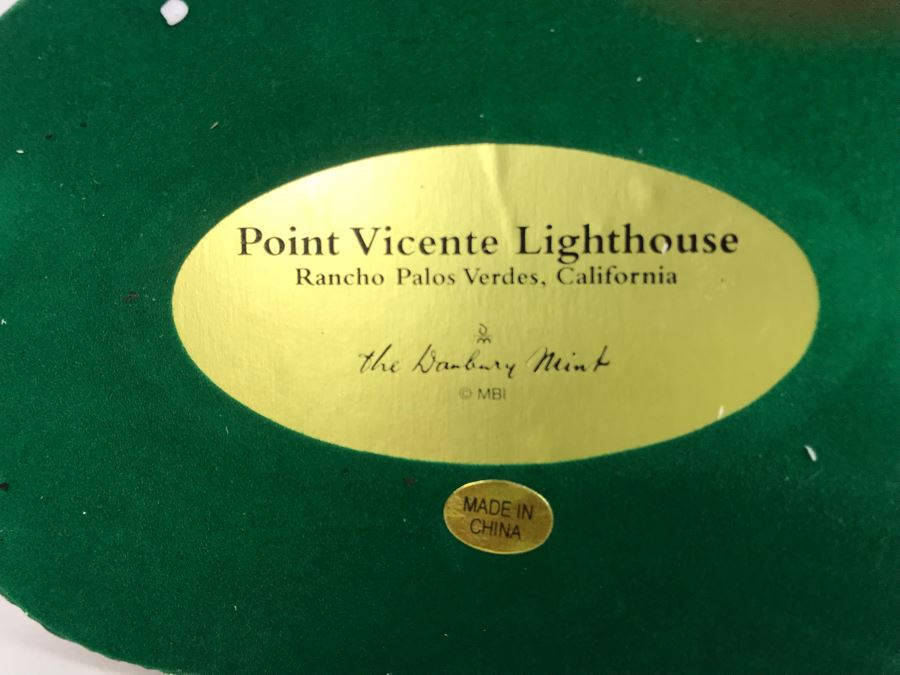 Point Vicente Lighthouse
Rancho Palos Verdes, California
the Danbury Mint
© MBI
MADE IN
CHINA